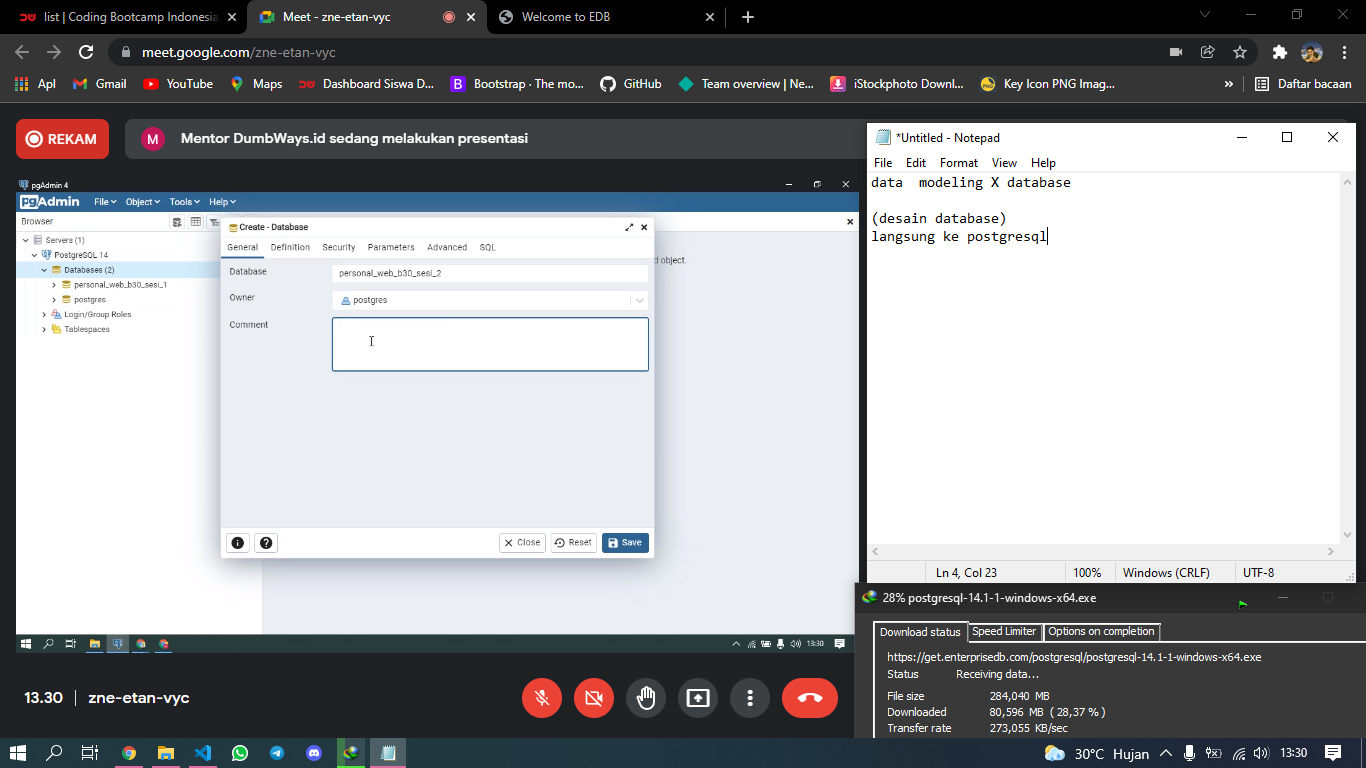 list | Coding Bootcamp Indonesia
Meet - zne-etan-vyc
Welcome to EDB
meet.google.com/zne-etan-vyc
Apl
Gmail
YouTube
Maps
Dashboard Siswa D...
Bootstrap · The mo...
GitHub
Team overview | Ne...
iStockphoto Downl...
Key Icon PNG Imag...
»
Daftar bacaan
REKAM
M
Mentor DumbWays.id sedang melakukan presentasi
pgAdmin 4
pgAdmin
File
Object
Tools
Help
Browser
Servers (1)
PostgreSQL 14
Databases (2)
personal_web_b30_sesi_1
postgres
Login/Group Roles
Tablespaces
d object.
Create - Database
General
Definition
Security
Parameters
Advanced
SQL
Database
personal_web_b30_sesi_2
Owner
postgres
Comment
Close
Reset
Save
13:30
*Untitled - Notepad
File
Edit
Format
View
Help
data  modeling X database
(desain database)
langsung ke postgresql
Ln 4, Col 23
100%
Windows (CRLF)
UTF-8
28% postgresql-14.1-1-windows-x64.exe
Download status
Speed Limiter
Options on completion
https://get.enterprisedb.com/postgresql/postgresql-14.1-1-windows-x64.exe
Status Receiving data...
File size 284,040 MB
Downloaded 80,596 MB ( 28,37 % )
Transfer rate 273,055 KB/sec
13.30 | zne-etan-vyc
30°C Hujan
13:30